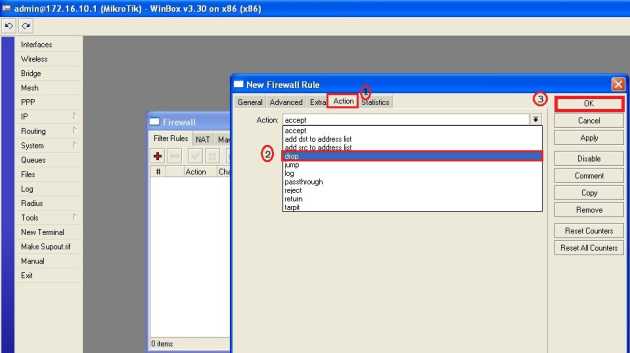 admin@172.16.10.1 (MikroTik) - WinBox v3.30 on x86 (x86)
Interfaces
Wireless
Bridge
Mesh
PPP
IP
Routing
System
Queues
Files
Log
Radius
Tools
New Terminal
Make Supout.rif
Manual
Exit
Firewall
Filter Rules NAT
# Action
0 items
New Firewall Rule
General Advanced Extra Action Statistics
1
Action: accept
accept
add dst to address list
add src to address list
2
drop
jump
log
passthrough
reject
return
tarpit
3
OK
Cancel
Apply
Disable
Comment
Copy
Remove
Reset Counters
Reset All Counters